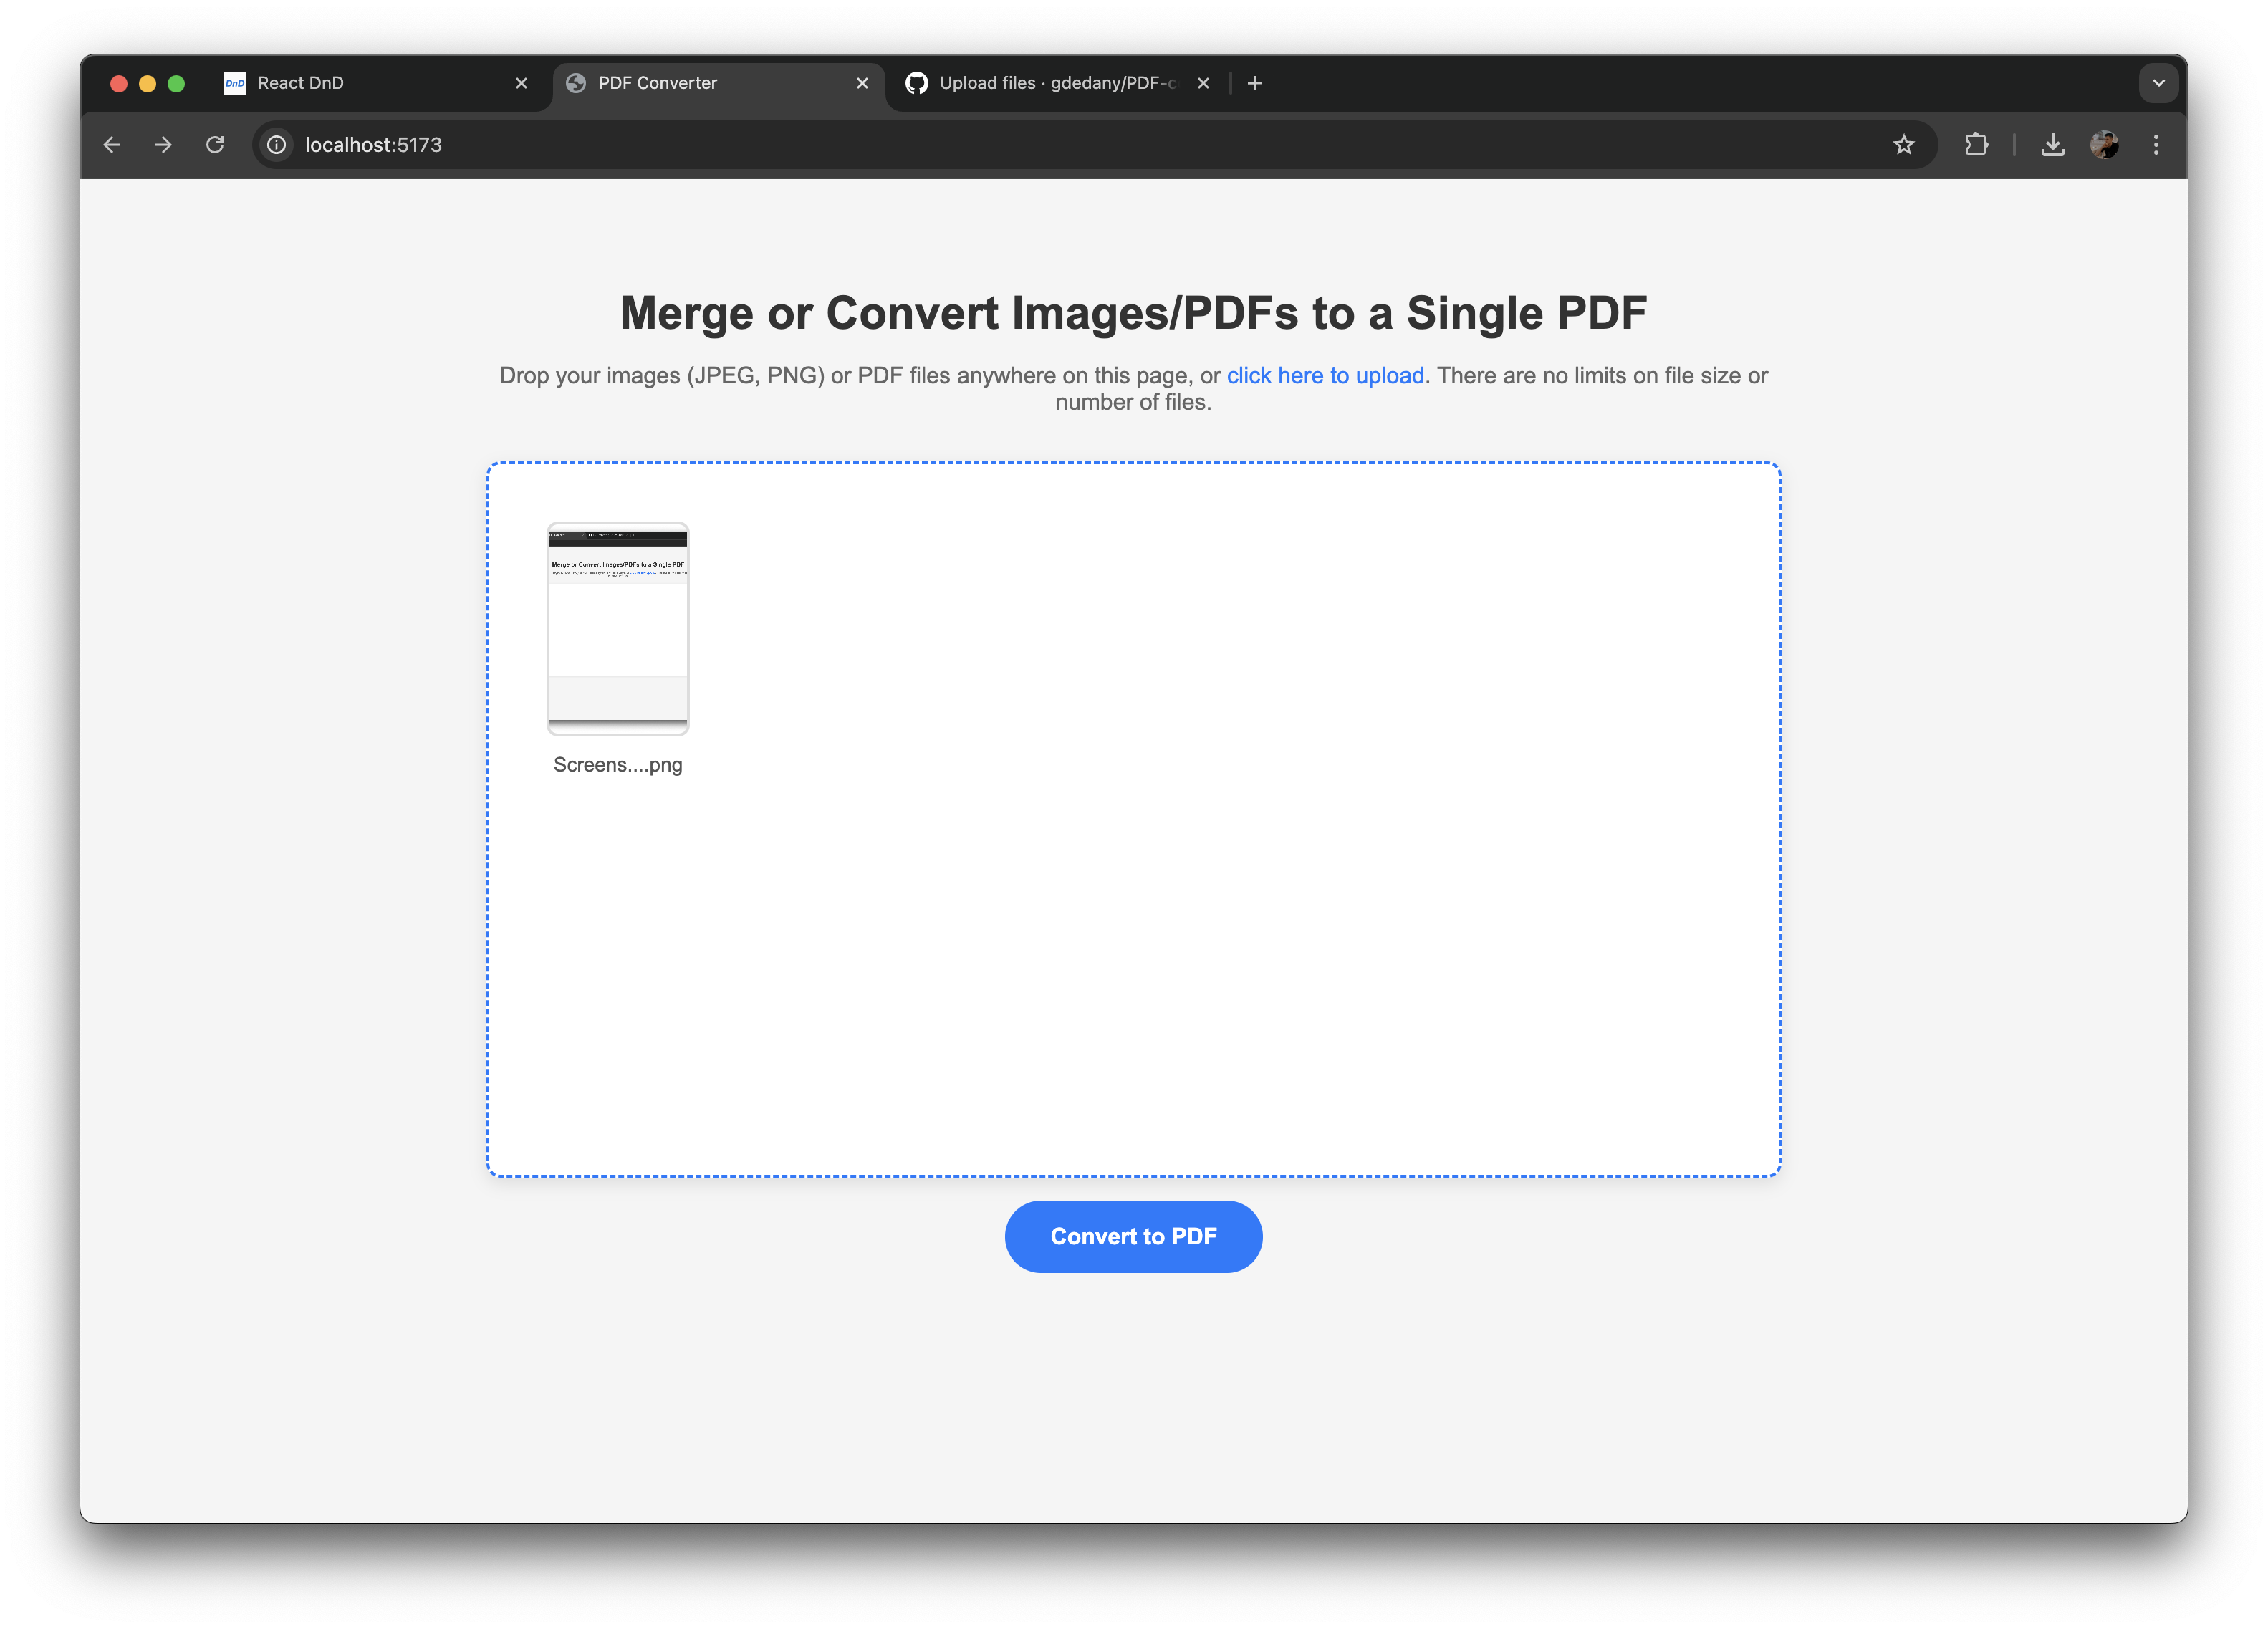 DnD React DnD
PDF Converter
Upload files · gdedany/PDF-c
localhost:5173
Merge or Convert Images/PDFs to a Single PDF
Drop your images (JPEG, PNG) or PDF files anywhere on this page, or click here to upload. There are no limits on file size or
number of files.
Merge or Convert Images/PDFs to a Single PDF
Screens....png
Convert to PDF